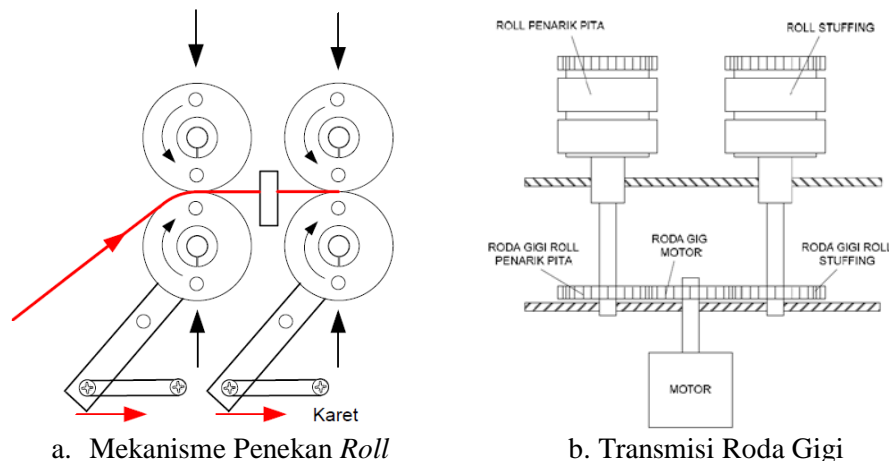 ROLL PENARIK PITA
ROLL STUFFING
RODA GIGI ROLL
PENARIK PITA
RODA GIG
MOTOR
RODA GIGI ROLL
STUFFING
MOTOR
Karet
a. Mekanisme Penekan Roll
b. Transmisi Roda Gigi